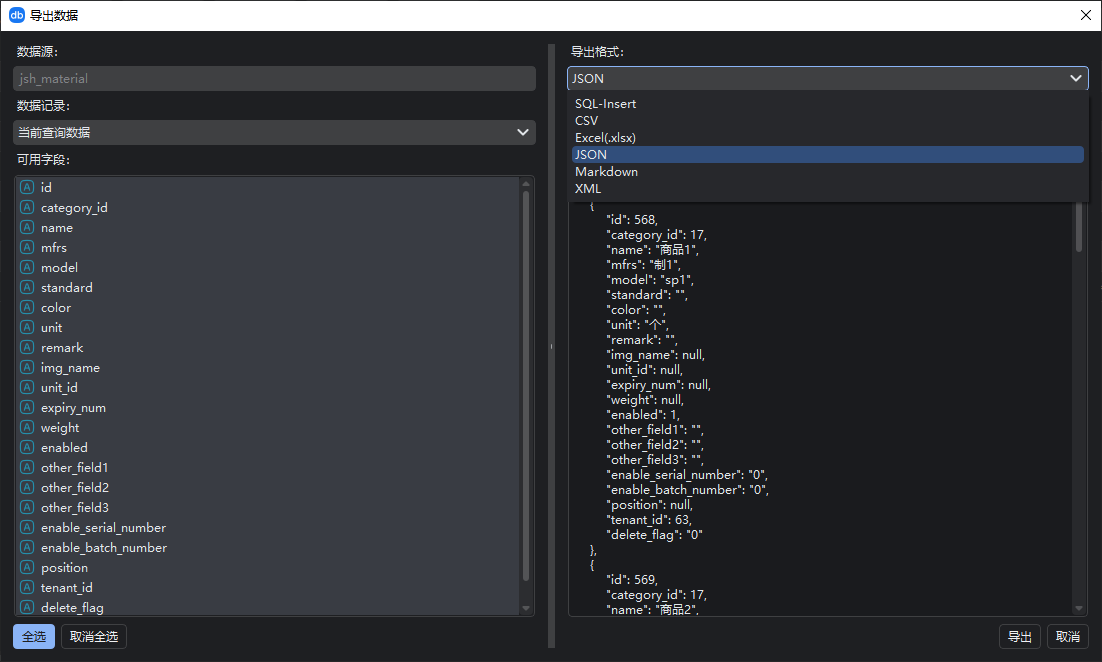 db 导出数据
数据源:
jsh_material
数据记录:
当前查询数据
可用字段:
A id
A category_id
A name
A mfrs
A model
A standard
A color
A unit
A remark
A img_name
A unit_id
A expiry_num
A weight
A enabled
A other_field1
A other_field2
A other_field3
A enable_serial_number
A enable_batch_number
A position
A tenant_id
A delete_flag
全选 取消全选
导出格式:
JSON
SQL-Insert
CSV
Excel(.xlsx)
JSON
Markdown
XML
{
"id": 568,
"category_id": 17,
"name": "商品1",
"mfrs": "制1",
"model": "sp1",
"standard": "",
"color": "",
"unit": "个",
"remark": "",
"img_name": null,
"unit_id": null,
"expiry_num": null,
"weight": null,
"enabled": 1,
"other_field1": "",
"other_field2": "",
"other_field3": "",
"enable_serial_number": "0",
"enable_batch_number": "0",
"position": null,
"tenant_id": 63,
"delete_flag": "0"
},
{
"id": 569,
"category_id": 17,
"name": "商品2",
导出 取消